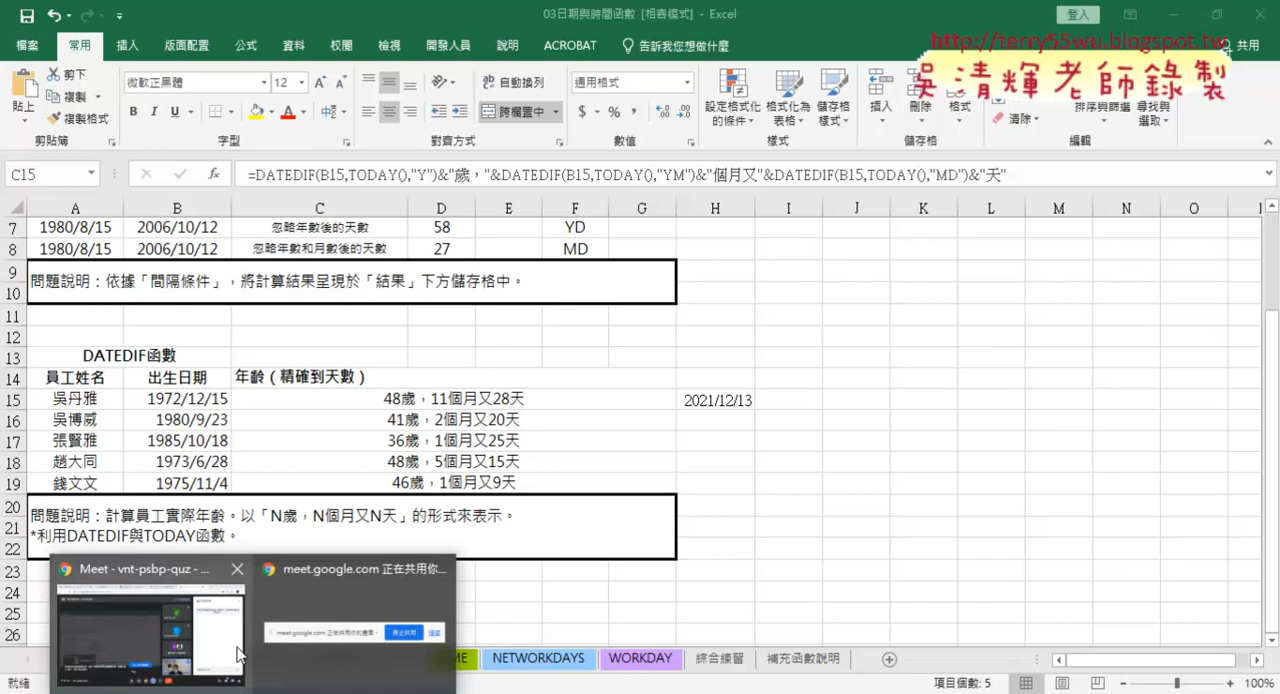 03日期與時間函數 [相容模式] - Excel
登入
檔案 常用 插入 版面配置 公式 資料 校閱 檢視 開發人員 說明 ACROBAT 告訴我您想做什麼 共用
http://terry55wu.blogspot.tw
吳清輝老師錄製
貼上 剪下 複製 複製格式 剪貼簿
微軟正黑體 12 B I U 字型
自動換列 跨欄置中 對齊方式
通用格式 $ % 數值
設定格式化的條件 格式化為表格 儲存格樣式 樣式
插入 刪除 格式 儲存格
清除 排序與篩選 尋找與選取 編輯
C15 fx =DATEDIF(B15,TODAY(),"Y")&"歲，"&DATEDIF(B15,TODAY(),"YM")&"個月又"&DATEDIF(B15,TODAY(),"MD")&"天"
A B C D E F G H I J K L M N O
7 1980/8/15 2006/10/12 忽略年數後的天數 58 YD
8 1980/8/15 2006/10/12 忽略年數和月數後的天數 27 MD
9 問題說明：依據「間隔條件」，將計算結果呈現於「結果」下方儲存格中。
10
11
12
13 DATEDIF函數
14 員工姓名 出生日期 年齡（精確到天數）
15 吳丹雅 1972/12/15 48歲，11個月又28天 2021/12/13
16 吳博威 1980/9/23 41歲，2個月又20天
17 張賢雅 1985/10/18 36歲，1個月又25天
18 趙大同 1973/6/28 48歲，5個月又15天
19 錢文文 1975/11/4 46歲，1個月又9天
20 問題說明：計算員工實際年齡。以「N歲，N個月又N天」的形式來表示。
21 *利用DATEDIF與TODAY函數。
22
23
24
25
26
Meet - vnt-psbp-quz - ...
meet.google.com 正在共用你...
meet.google.com 正在共用你的畫面。 停止共用 隱藏
ME NETWORKDAYS WORKDAY 綜合練習 補充函數說明
就緒 項目個數: 5 100%